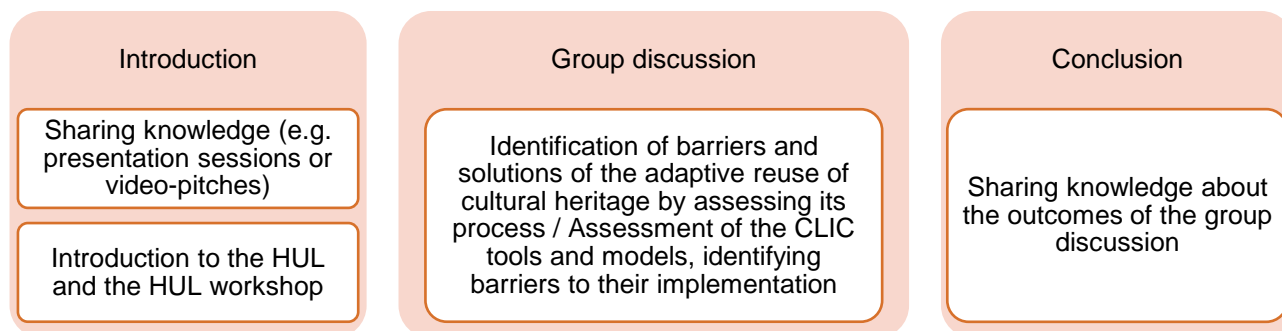 Introduction
Sharing knowledge (e.g.
presentation sessions or
video-pitches)
Introduction to the HUL
and the HUL workshop
Group discussion
Identification of barriers and
solutions of the adaptive reuse of
cultural heritage by assessing its
process / Assessment of the CLIC
tools and models, identifying
barriers to their implementation
Conclusion
Sharing knowledge about
the outcomes of the group
discussion